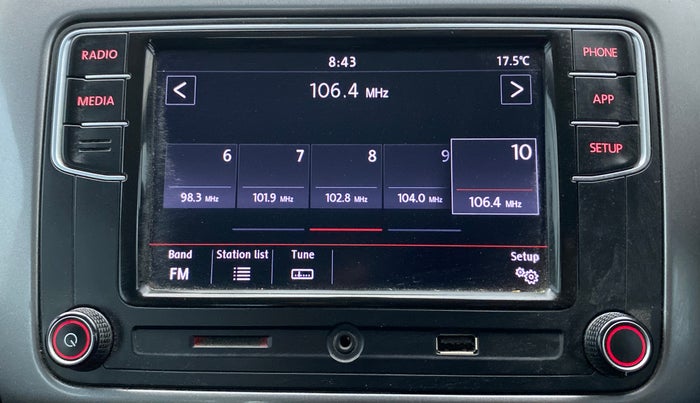 RADIO
8:43
17.5°C
PHONE
MEDIA
<
106.4 MHz
>
APP
SETUP
6
7
8
9
10
98.3 MHz
101.9 MHz
102.8 MHz
104.0 MHz
106.4 MHz
Band
Station list
Tune
Setup
FM